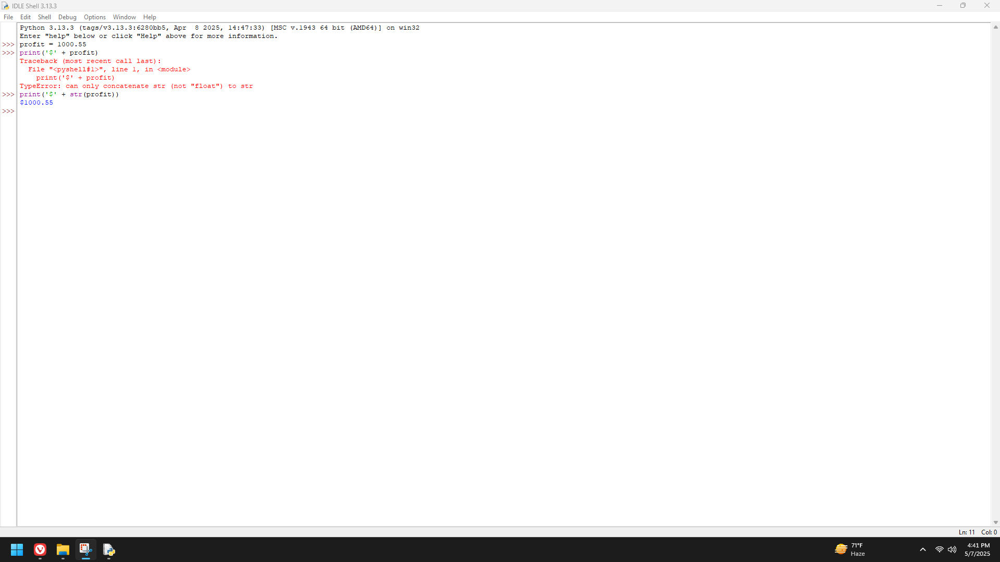 IDLE Shell 3.13.3
File Edit Shell Debug Options Window Help
Python 3.13.3 (tags/v3.13.3:6280bb5, Apr  8 2025, 14:47:33) [MSC v.1943 64 bit (AMD64)] on win32
Enter "help" below or click "Help" above for more information.
>>> profit = 1000.55
>>> print('$' + profit)
Traceback (most recent call last):
  File "<pyshell#1>", line 1, in <module>
    print('$' + profit)
TypeError: can only concatenate str (not "float") to str
>>> print('$' + str(profit))
$1000.55
>>>
Ln: 11 Col: 0
71°F
Haze
4:41 PM
5/7/2025